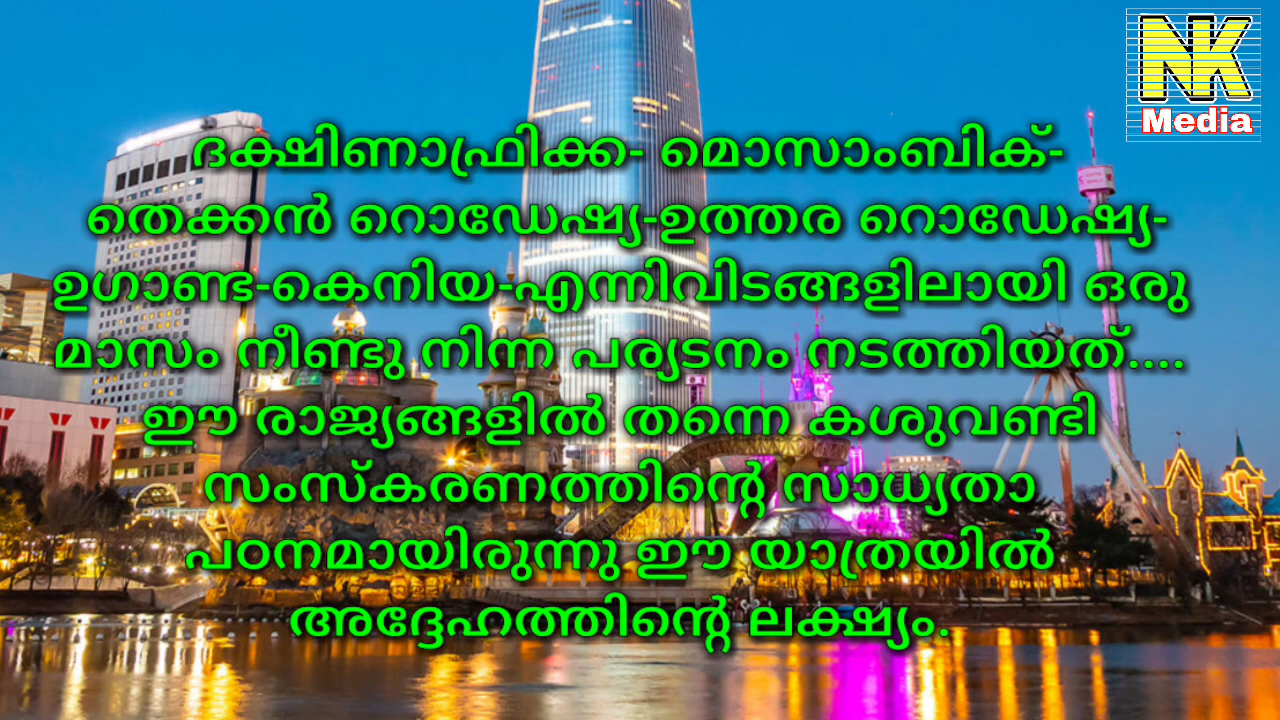 NK
Media
ദക്ഷിണാഫ്രിക്ക- മൊസാംബിക്-
തെക്കൻ റൊഡേഷ്യ-ഉത്തര റൊഡേഷ്യ-
ഉഗാണ്ട-കെനിയ-എന്നിവിടങ്ങളിലായി ഒരു
മാസം നീണ്ടു നിന്ന പര്യടനം നടത്തിയത്....
ഈ രാജ്യങ്ങളിൽ തന്നെ കശുവണ്ടി
സംസ്കരണത്തിന്റെ സാധ്യതാ
പഠനമായിരുന്നു ഈ യാത്രയിൽ
അദ്ദേഹത്തിന്റെ ലക്ഷ്യം.